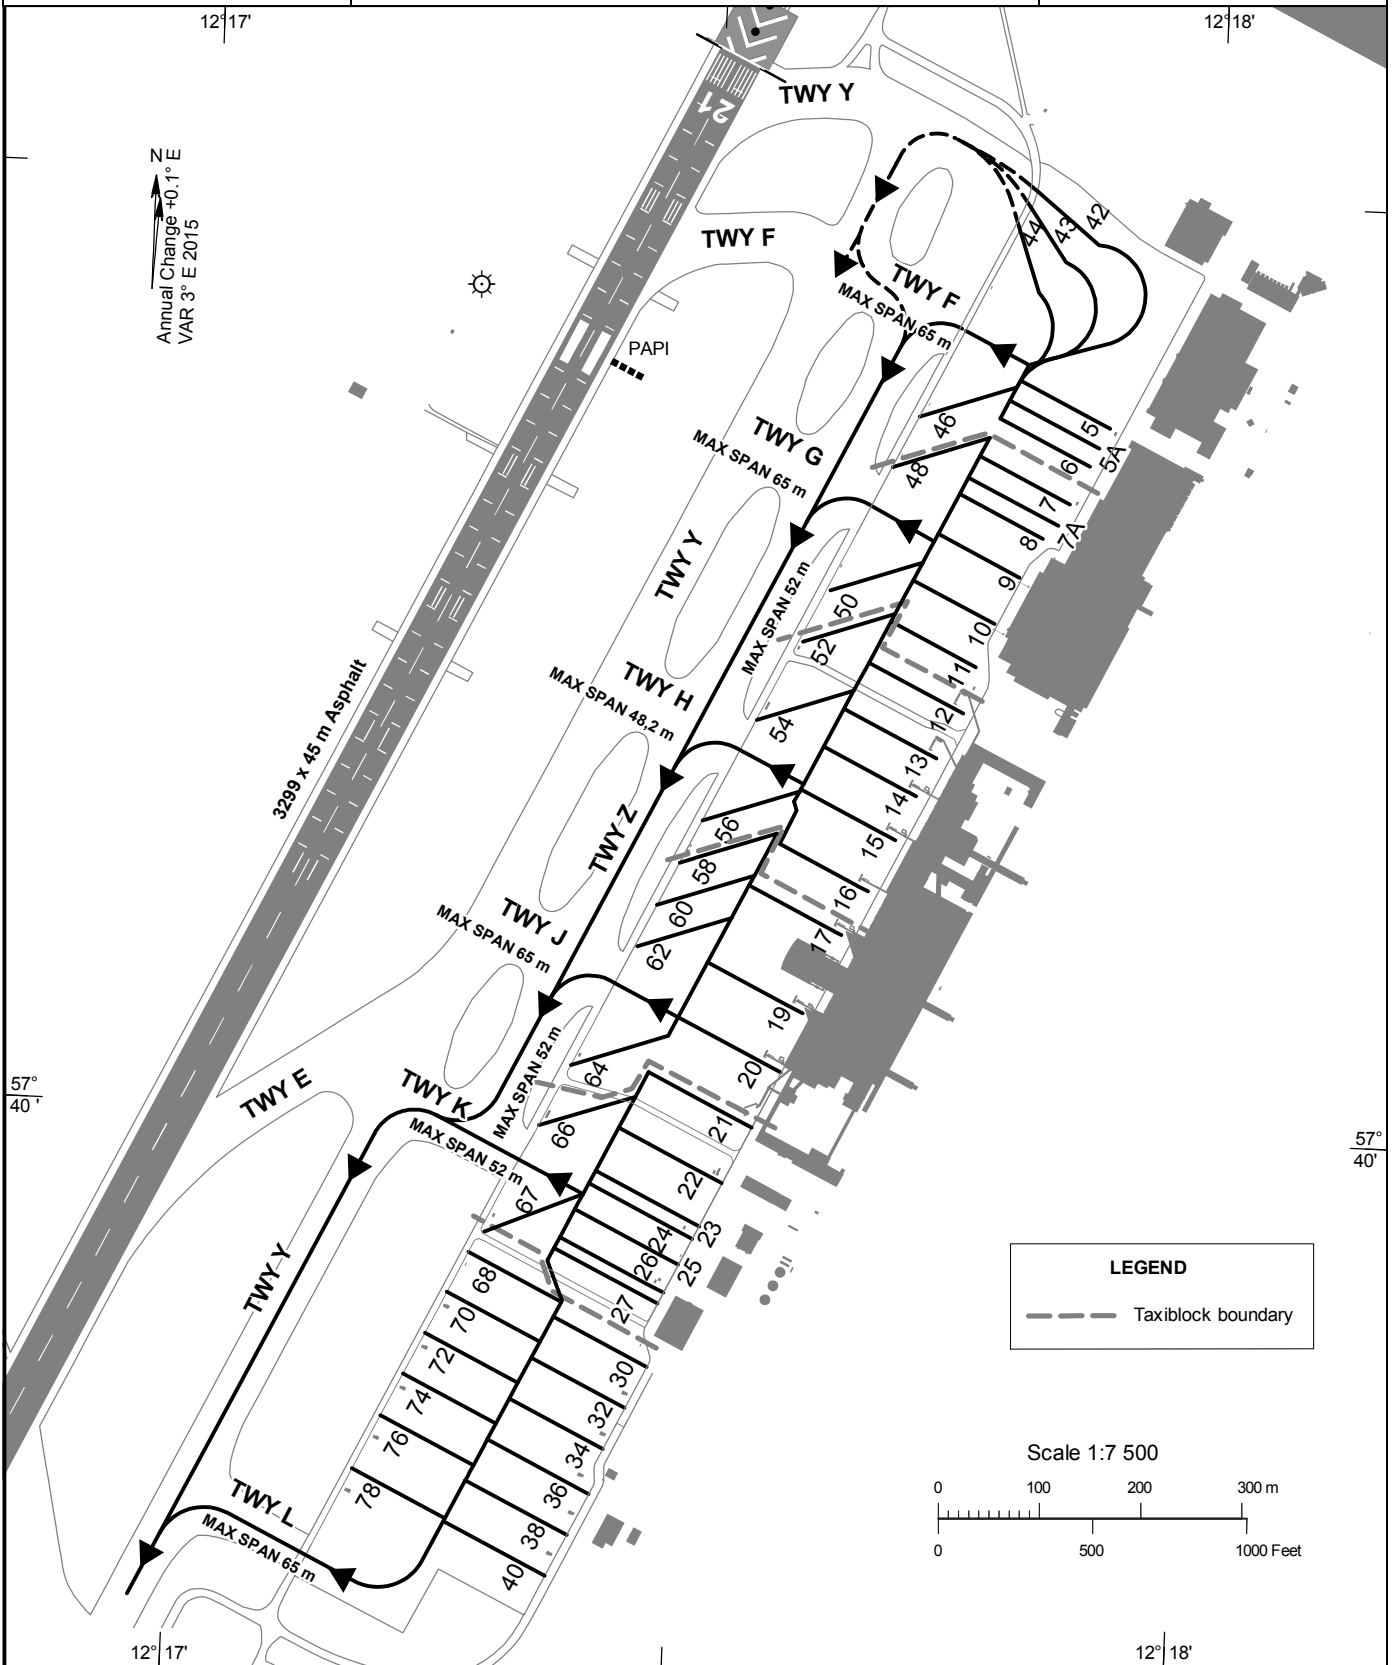 12° 17'
12° 18'
TWY Y
21
N
Annual Change +0.1° E
VAR 3° E 2015
TWY F
44
43
42
TWY F
MAX SPAN 65 m
PAPI
46
5
5A
6
TWY G
MAX SPAN 65 m
48
7
7A
8
9
TWY Y
MAX SPAN 52 m
50
10
52
11
TWY H
MAX SPAN 48,2 m
12
54
13
3299 x 45 m Asphalt
14
TWY Z
56
15
58
16
60
17
TWY J
MAX SPAN 65 m
62
19
MAX SPAN 52 m
64
20
57°
40 '
TWY E
TWY K
MAX SPAN 52 m
66
21
57°
40'
67
22
23
24
25
26
27
TWY Y
68
70
72
30
74
32
76
34
78
36
38
40
TWY L
MAX SPAN 65 m
LEGEND
Taxiblock boundary
Scale 1:7 500
0 100 200 300 m
0 500 1000 Feet
12° 17'
12° 18'